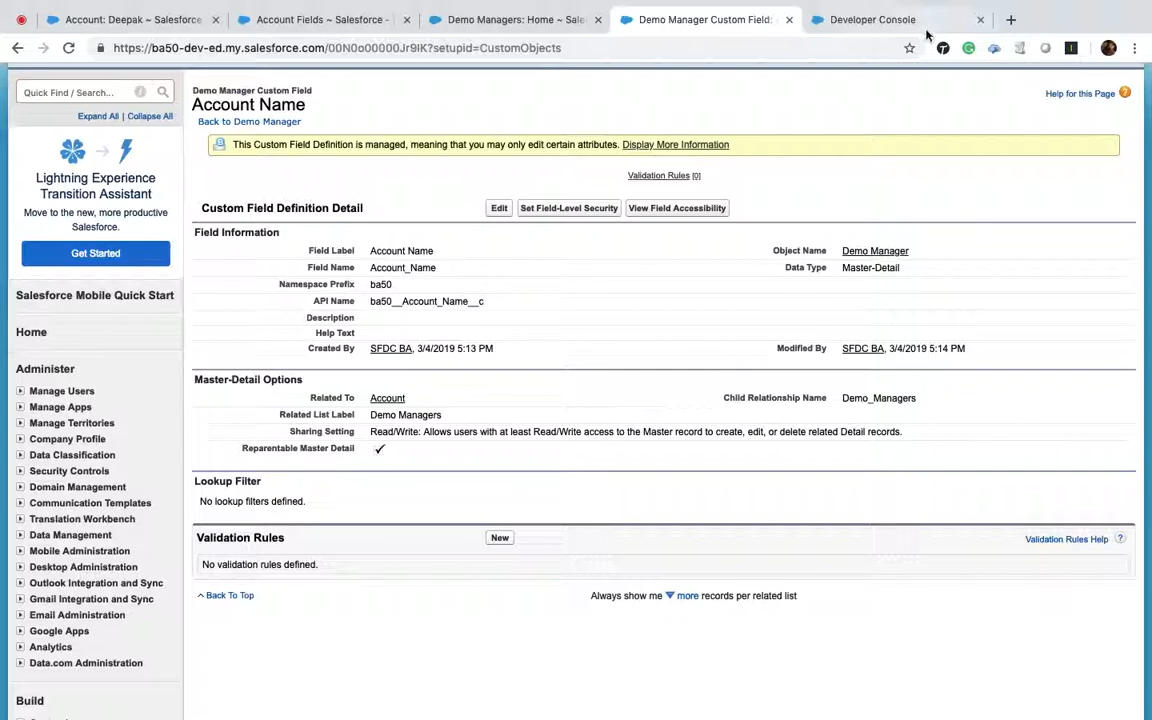 Account: Deepak ~ Salesforce
Account Fields ~ Salesforce -
Demo Managers: Home ~ Sale
Demo Manager Custom Field:
Developer Console
https://ba50-dev-ed.my.salesforce.com/00N0o00000Jr9IK?setupid=CustomObjects
Quick Find / Search...
Expand All | Collapse All
Lightning Experience
Transition Assistant
Move to the new, more productive
Salesforce.
Get Started
Salesforce Mobile Quick Start
Home
Administer
Manage Users
Manage Apps
Manage Territories
Company Profile
Data Classification
Security Controls
Domain Management
Communication Templates
Translation Workbench
Data Management
Mobile Administration
Desktop Administration
Outlook Integration and Sync
Gmail Integration and Sync
Email Administration
Google Apps
Analytics
Data.com Administration
Build
Demo Manager Custom Field
Account Name
Back to Demo Manager
Help for this Page ?
This Custom Field Definition is managed, meaning that you may only edit certain attributes. Display More Information
Validation Rules [0]
Custom Field Definition Detail
Edit
Set Field-Level Security
View Field Accessibility
Field Information
Field Label Account Name Object Name Demo Manager
Field Name Account_Name Data Type Master-Detail
Namespace Prefix ba50
API Name ba50__Account_Name__c
Description
Help Text
Created By SFDC BA, 3/4/2019 5:13 PM Modified By SFDC BA, 3/4/2019 5:14 PM
Master-Detail Options
Related To Account Child Relationship Name Demo_Managers
Related List Label Demo Managers
Sharing Setting Read/Write: Allows users with at least Read/Write access to the Master record to create, edit, or delete related Detail records.
Reparentable Master Detail
Lookup Filter
No lookup filters defined.
Validation Rules New Validation Rules Help ?
No validation rules defined.
Back To Top
Always show me more records per related list